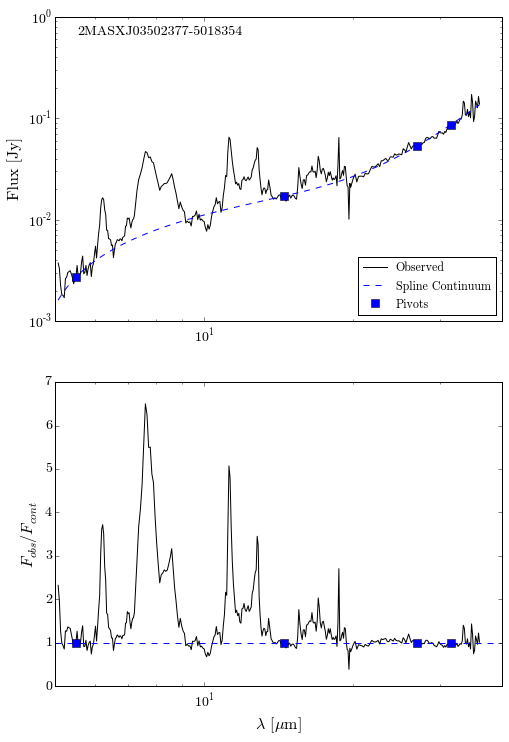 10^0
2MASXJ03502377-5018354
10^-1
Flux [Jy]
10^-2
Observed
Spline Continuum
Pivots
10^-3
10^1
7
6
5
4
F_obs/F_cont
3
2
1
0
10^1
λ [μm]